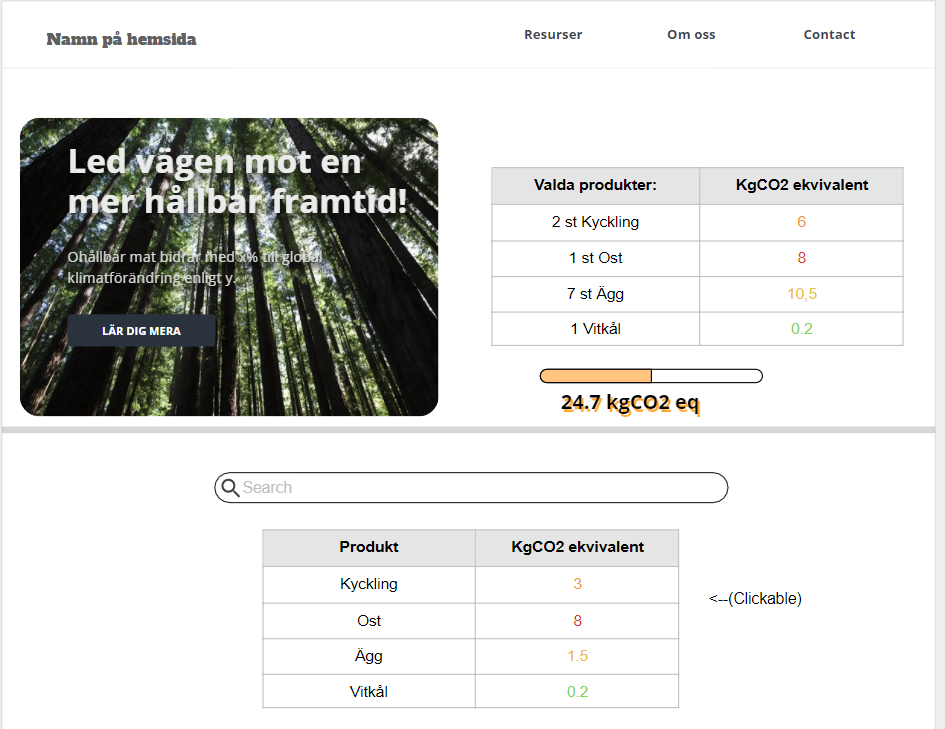 Namn på hemsida
Resurser
Om oss
Contact
Led vägen mot en
mer hållbar framtid!
Ohållbar mat bidrar med x% till global
klimatförändring enligt y.
LÄR DIG MERA
Valda produkter: KgCO2 ekvivalent
2 st Kyckling 6
1 st Ost 8
7 st Ägg 10,5
1 Vitkål 0.2
24.7 kgCO2 eq
Search
Produkt KgCO2 ekvivalent
Kyckling 3
Ost 8
Ägg 1.5
Vitkål 0.2
<--(Clickable)